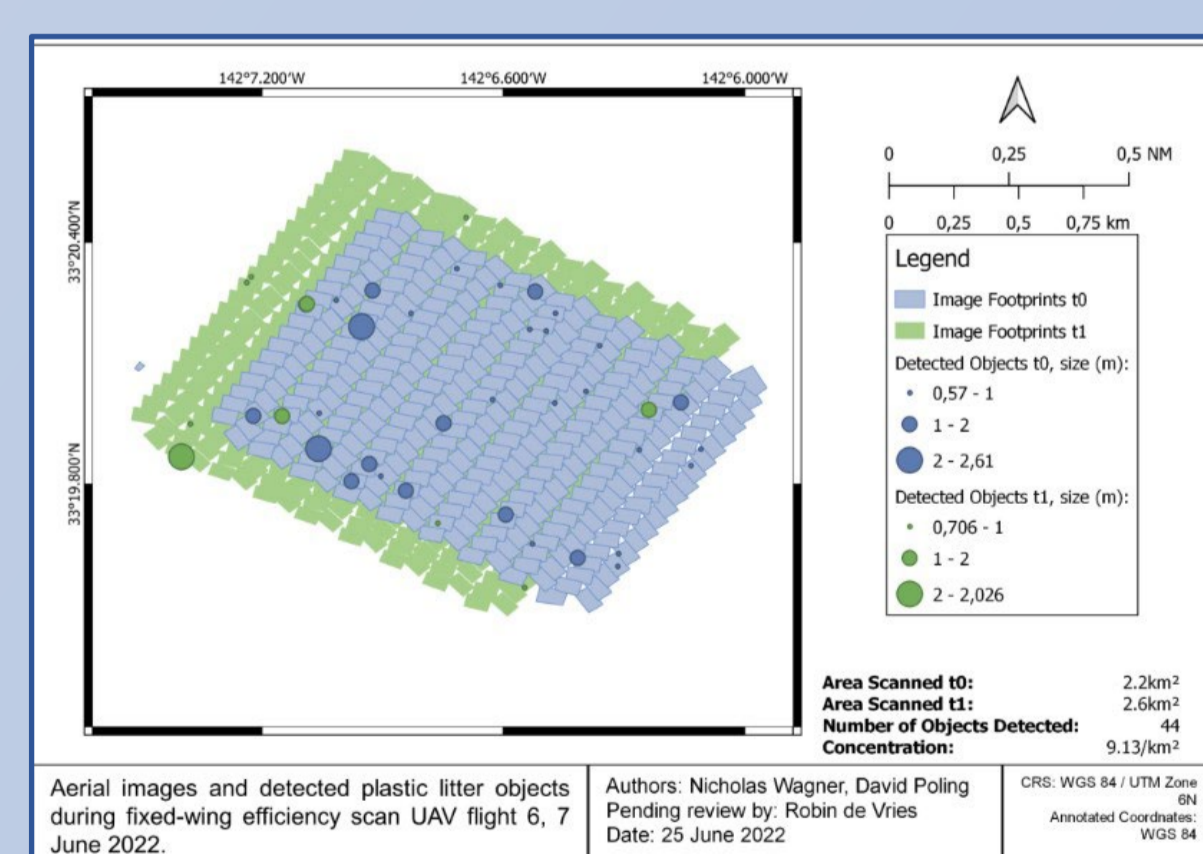 142°7.200'W 142°6.600'W 142°6.000'W
33°20.400'N
33°19.800'N
0 0,25 0,5 NM
0 0,25 0,5 0,75 km
Legend
Image Footprints t0
Image Footprints t1
Detected Objects t0, size (m):
0,57 - 1
1 - 2
2 - 2,61
Detected Objects t1, size (m):
0,706 - 1
1 - 2
2 - 2,026
Area Scanned t0: 2.2km²
Area Scanned t1: 2.6km²
Number of Objects Detected: 44
Concentration: 9.13/km²
Aerial images and detected plastic litter objects
during fixed-wing efficiency scan UAV flight 6, 7
June 2022.
Authors: Nicholas Wagner, David Poling
Pending review by: Robin de Vries
Date: 25 June 2022
CRS: WGS 84 / UTM Zone
6N
Annotated Coordnates:
WGS 84